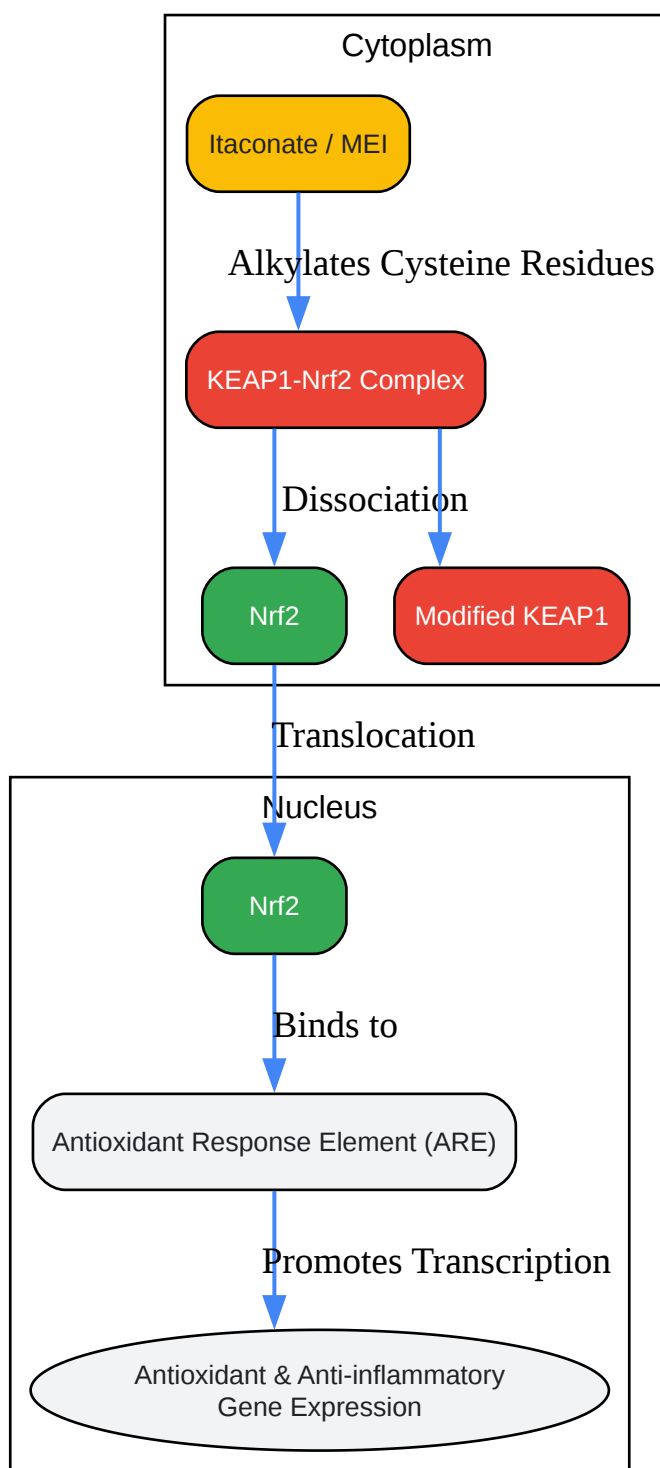 Cytoplasm
Itaconate / MEI
Alkylates Cysteine Residues
KEAP1-Nrf2 Complex
Dissociation
Nrf2
Modified KEAP1
Translocation
Nucleus
Nrf2
Binds to
Antioxidant Response Element (ARE)
Promotes Transcription
Antioxidant & Anti-inflammatory
Gene Expression